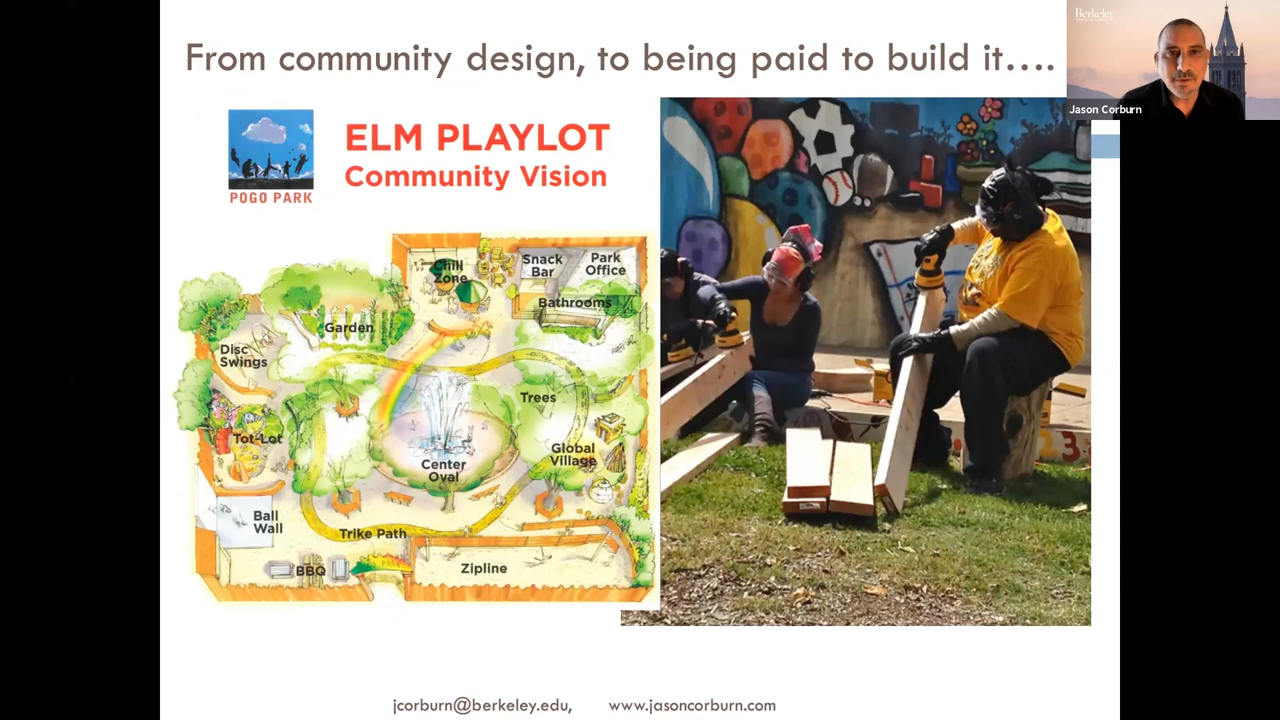 From community design, to being paid to build it....
Berkeley
Jason Corburn
ELM PLAYLOT
Community Vision
POGO PARK
Chill
Zone
Snack
Bar
Park
Office
Bathrooms
Garden
Disc
Swings
Trees
Tot-Lot
Global
Village
Center
Oval
Ball
Wall
Trike Path
BBQ
PARK
Zipline
3
jcorburn@berkeley.edu, www.jasoncorburn.com